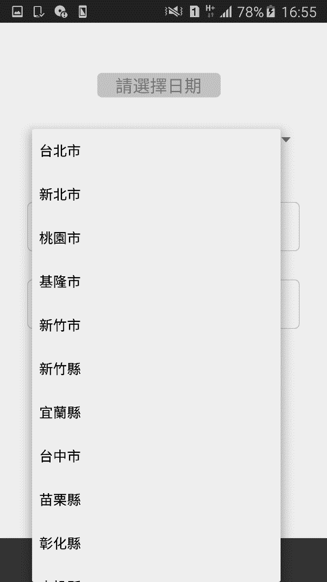 78% 16:55
請選擇日期
台北市
新北市
桃園市
基隆市
新竹市
新竹縣
宜蘭縣
台中市
苗栗縣
彰化縣